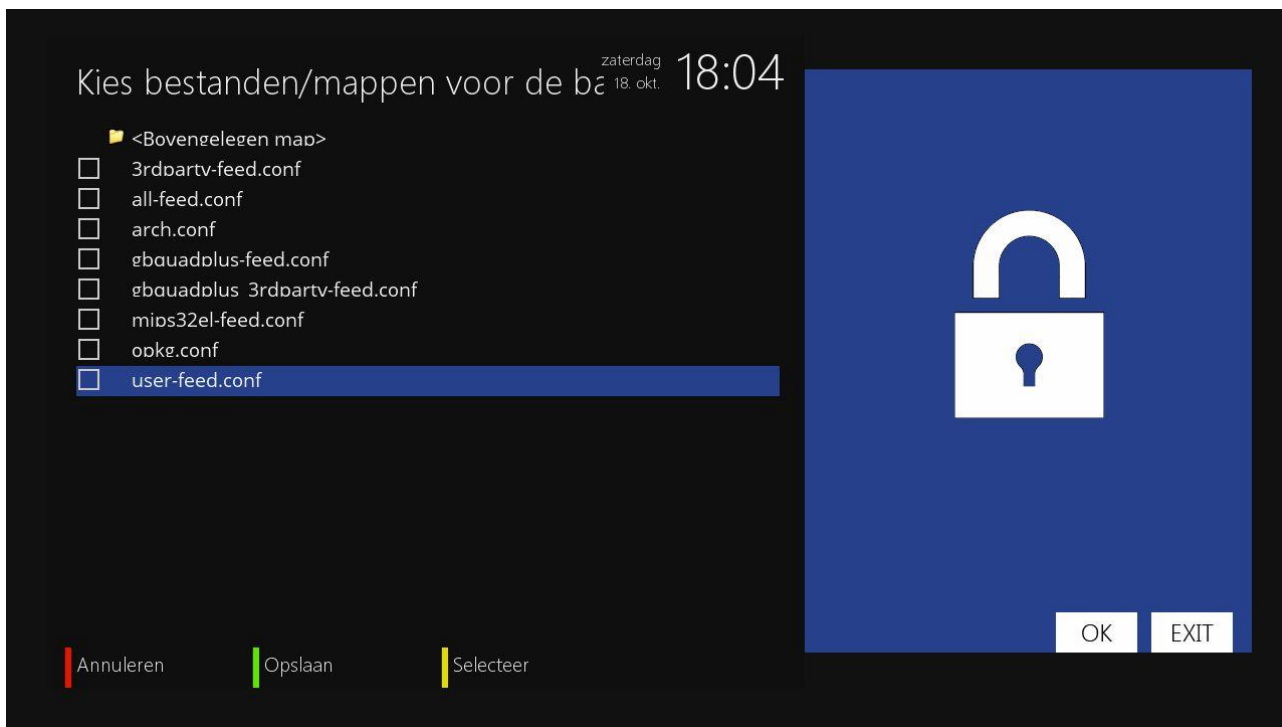 Kies bestanden/mappen voor de ba
zaterdag
18. okt.
18:04
<Bovengelegen map>
3rdparty-feed.conf
all-feed.conf
arch.conf
gbquadplus-feed.conf
gbquadplus_3rdparty-feed.conf
mips32el-feed.conf
opkg.conf
user-feed.conf
Annuleren
Opslaan
Selecteer
OK
EXIT